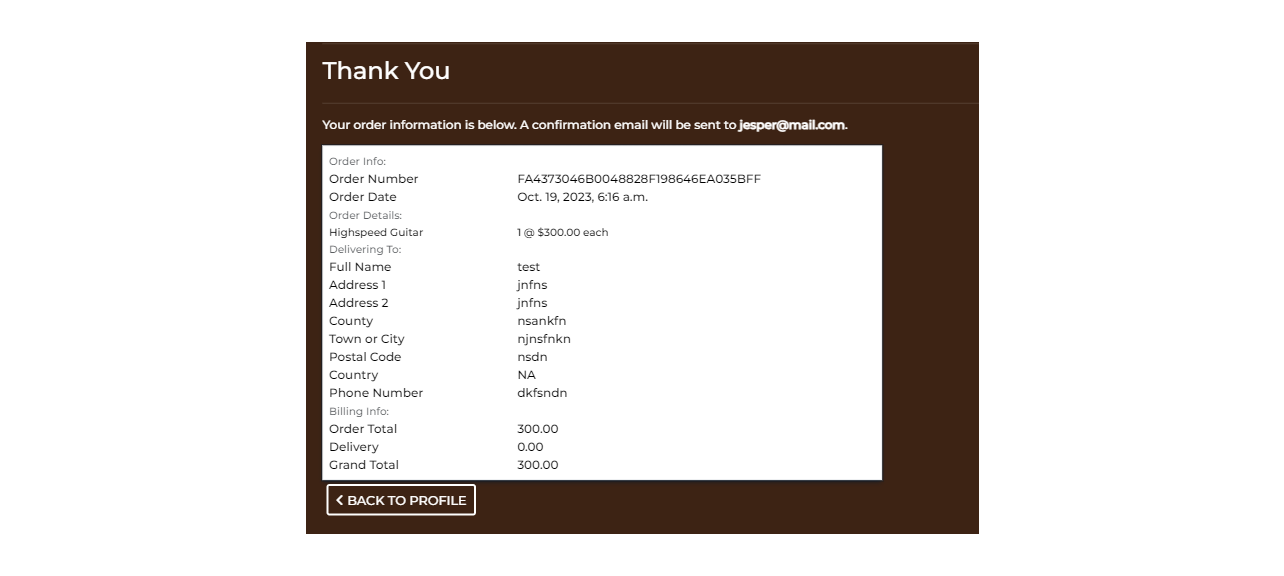 Thank You
Your order information is below. A confirmation email will be sent to jesper@mail.com.
Order Info:
Order Number FA4373046B0048828F198646EA035BFF
Order Date Oct. 19, 2023, 6:16 a.m.
Order Details:
Highspeed Guitar 1 @ $300.00 each
Delivering To:
Full Name test
Address 1 jnfns
Address 2 jnfns
County nsankfn
Town or City njnsfnkn
Postal Code nsdn
Country NA
Phone Number dkfsndn
Billing Info:
Order Total 300.00
Delivery 0.00
Grand Total 300.00
BACK TO PROFILE